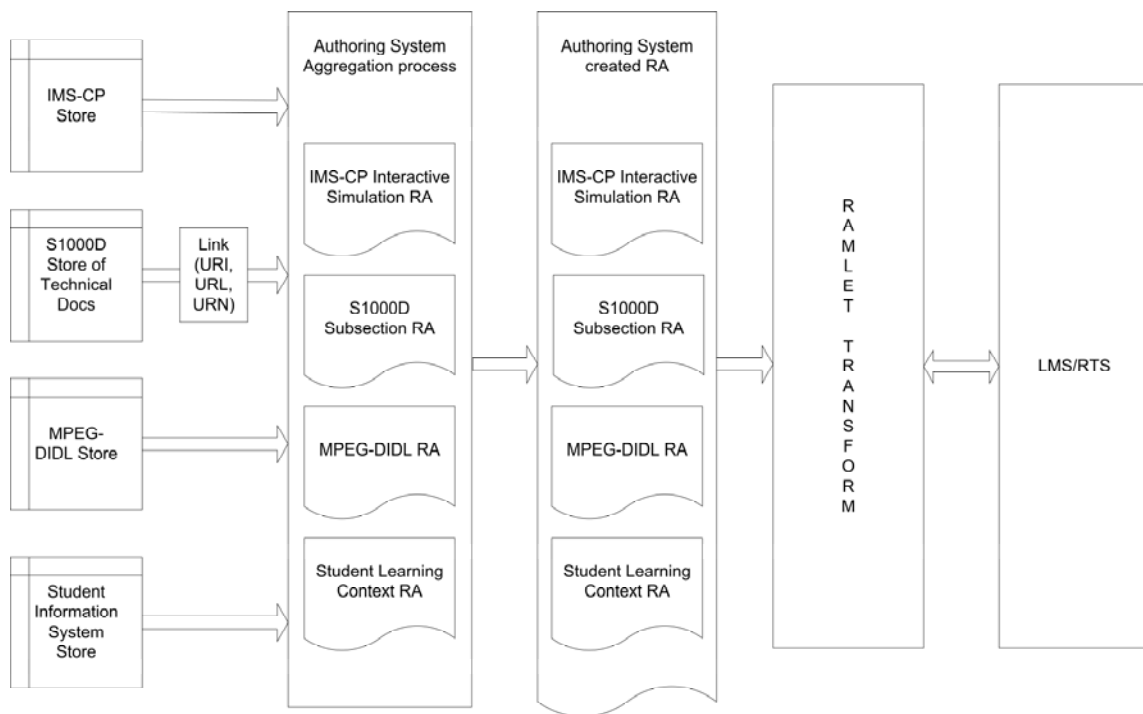 IMS-CP
Store
S1000D
Store of
Technical
Docs
Link
(URI,
URL,
URN)
MPEG-
DIDL Store
Student
Information
System
Store
Authoring System
Aggregation process
IMS-CP Interactive
Simulation RA
S1000D
Subsection RA
MPEG-DIDL RA
Student Learning
Context RA
Authoring System
created RA
IMS-CP Interactive
Simulation RA
S1000D
Subsection RA
MPEG-DIDL RA
Student Learning
Context RA
RAMLET TRANSFORM
LMS/RTS